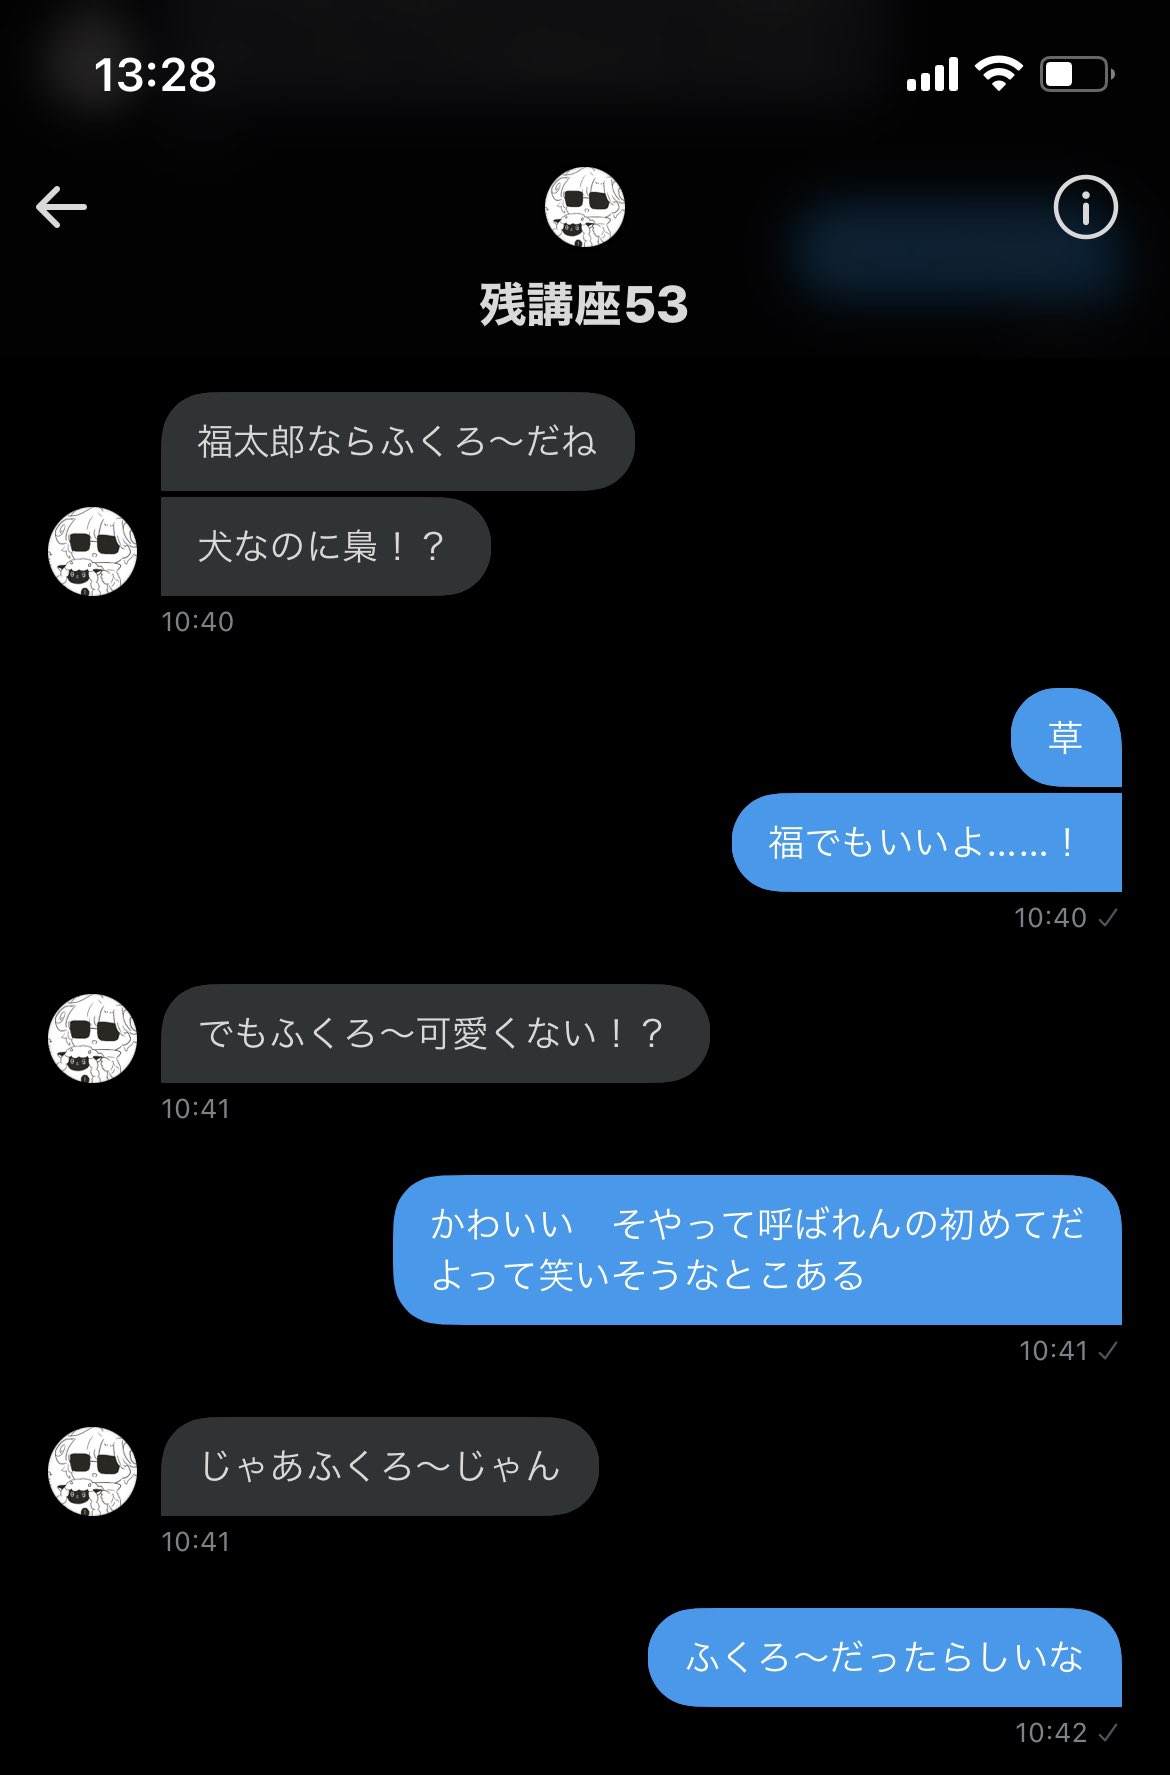 13:28
残講座53
福太郎ならふくろ〜だね
犬なのに梟！？
10:40
草
福でもいいよ……！
10:40
でもふくろ〜可愛くない！？
10:41
かわいい　そやって呼ばれんの初めてだ
よって笑いそうなとこある
10:41
じゃあふくろ〜じゃん
10:41
ふくろ〜だったらしいな
10:42